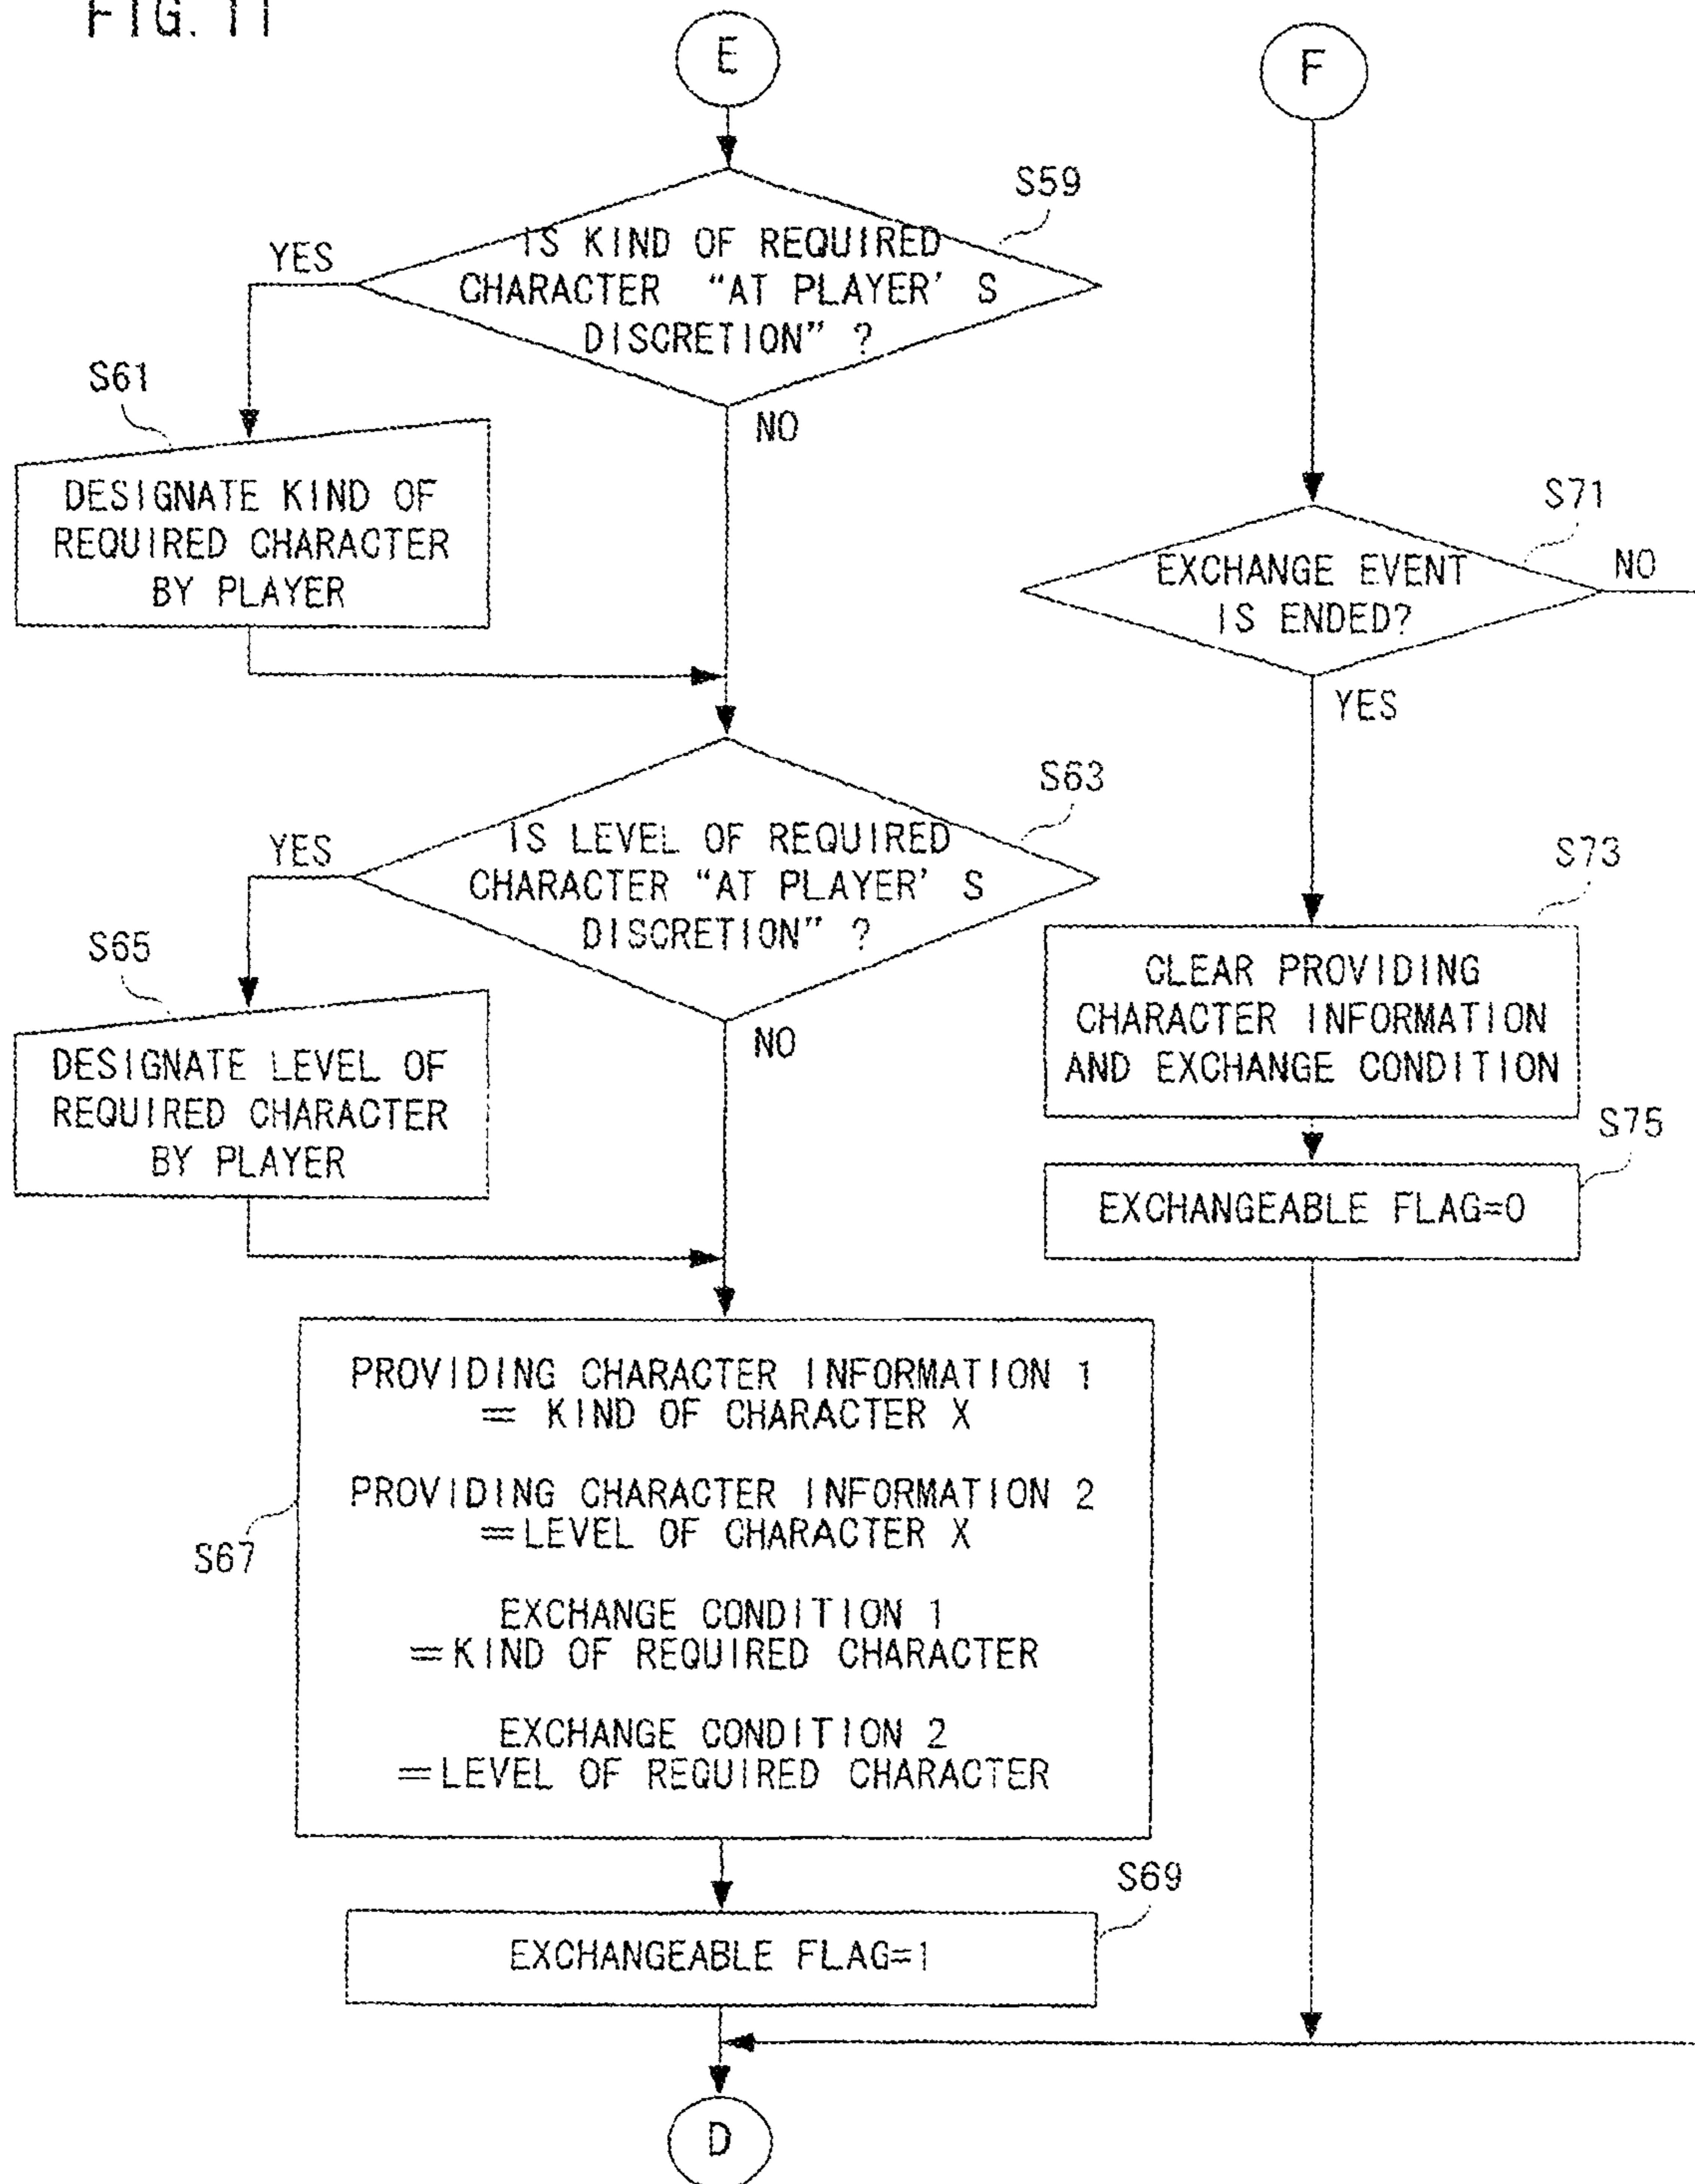 FIG. 11
E
F
S59
IS KIND OF REQUIRED
CHARACTER "AT PLAYER' S
DISCRETION" ?
YES
NO
S61
DESIGNATE KIND OF
REQUIRED CHARACTER
BY PLAYER
S71
EXCHANGE EVENT
IS ENDED?
NO
YES
S63
IS LEVEL OF REQUIRED
CHARACTER "AT PLAYER' S
DISCRETION" ?
YES
NO
S65
DESIGNATE LEVEL OF
REQUIRED CHARACTER
BY PLAYER
S73
CLEAR PROVIDING
CHARACTER INFORMATION
AND EXCHANGE CONDITION
S75
EXCHANGEABLE FLAG=0
S67
PROVIDING CHARACTER INFORMATION 1
= KIND OF CHARACTER X
PROVIDING CHARACTER INFORMATION 2
=LEVEL OF CHARACTER X
EXCHANGE CONDITION 1
=KIND OF REQUIRED CHARACTER
EXCHANGE CONDITION 2
=LEVEL OF REQUIRED CHARACTER
S69
EXCHANGEABLE FLAG=1
D